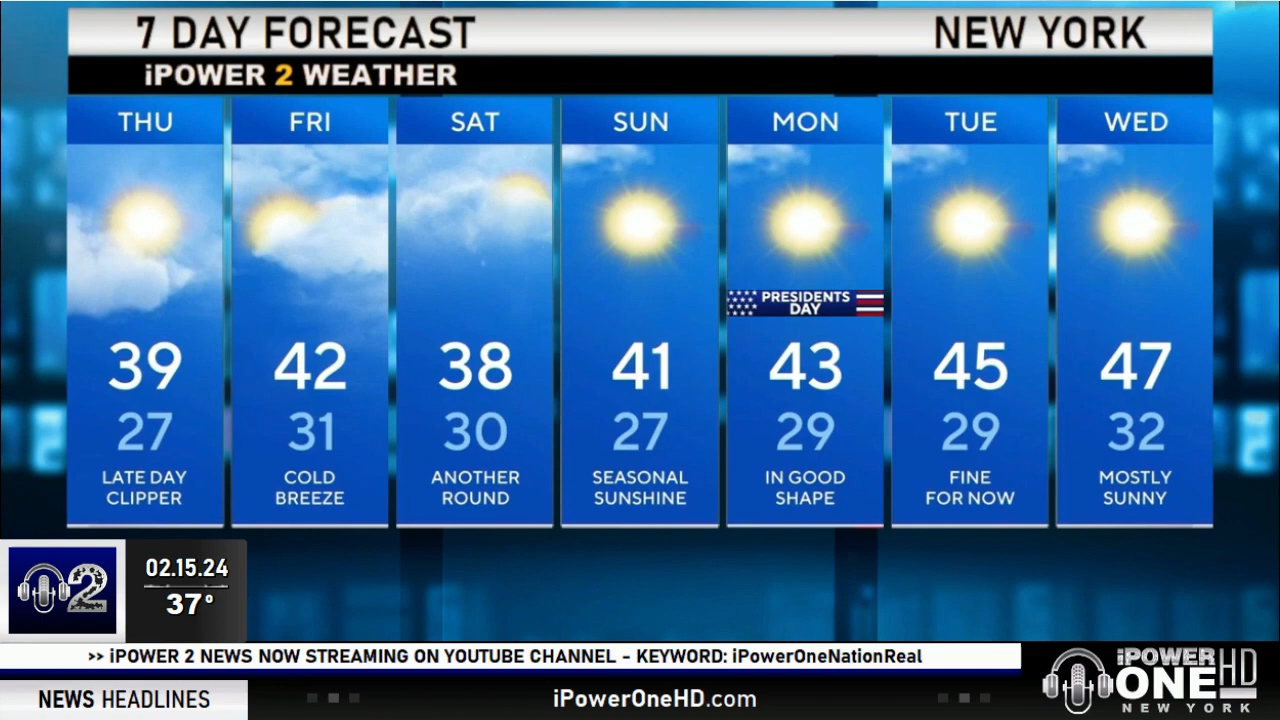 7 DAY FORECAST
NEW YORK
iPOWER 2 WEATHER
THU
FRI
SAT
SUN
MON
TUE
WED
PRESIDENTS
DAY
39
42
38
41
43
45
47
27
31
30
27
29
29
32
LATE DAY
CLIPPER
COLD
BREEZE
ANOTHER
ROUND
SEASONAL
SUNSHINE
IN GOOD
SHAPE
FINE
FOR NOW
MOSTLY
SUNNY
2
02.15.24
37°
>> iPOWER 2 NEWS NOW STREAMING ON YOUTUBE CHANNEL - KEYWORD: iPowerOneNationReal
NEWS HEADLINES
iPowerOneHD.com
iPOWER
ONE HD
NEW YORK